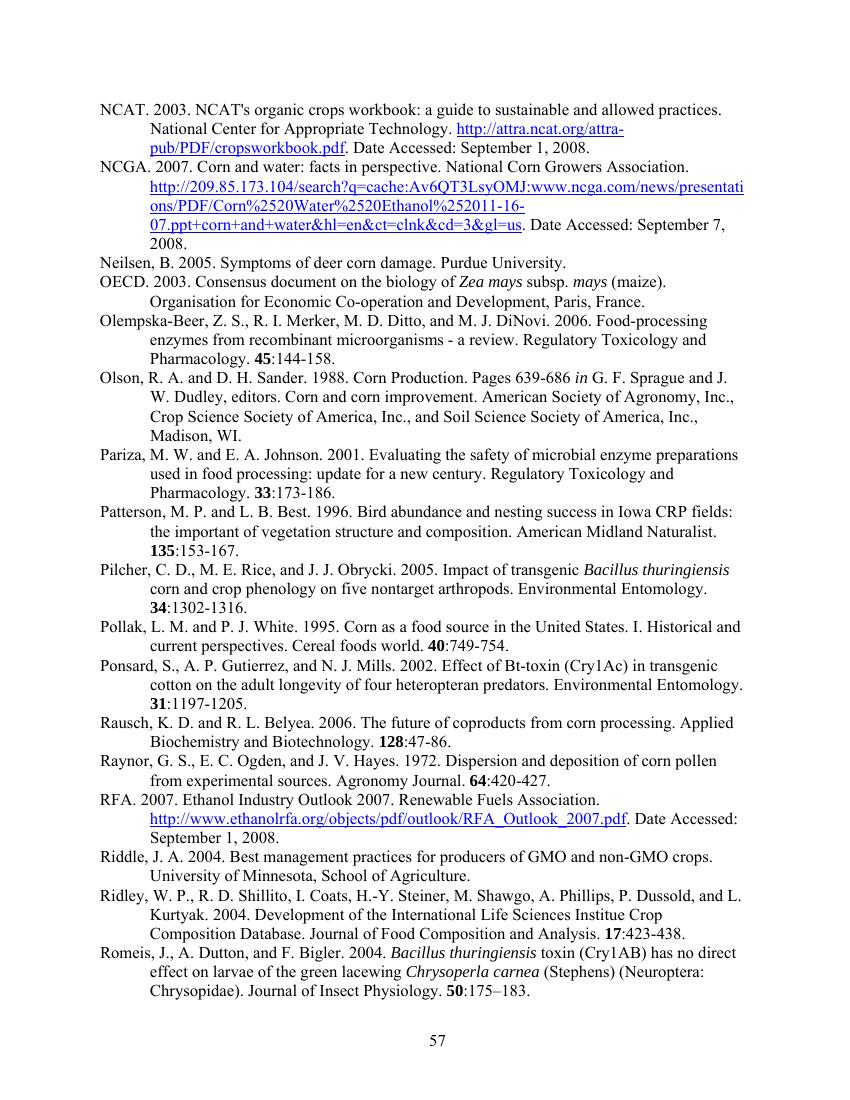 NCAT. 2003. NCAT's organic crops workbook: a guide to sustainable and allowed practices.
National Center for Appropriate Technology. http://attra.ncat.org/attra-
pub/PDF/cropsworkbook.pdf. Date Accessed: September 1, 2008.
NCGA. 2007. Corn and water: facts in perspective. National Corn Growers Association.
http://209.85.173.104/search?q=cache:Av6QT3LsyOMJ:www.ncga.com/news/presentati
ons/PDF/Corn%2520Water%2520Ethanol%252011-16-
07.ppt+corn+and+water&hl=en&ct=clnk&cd=3&gl=us. Date Accessed: September 7,
2008.
Neilsen, B. 2005. Symptoms of deer corn damage. Purdue University.
OECD. 2003. Consensus document on the biology of Zea mays subsp. mays (maize).
Organisation for Economic Co-operation and Development, Paris, France.
Olempska-Beer, Z. S., R. I. Merker, M. D. Ditto, and M. J. DiNovi. 2006. Food-processing
enzymes from recombinant microorganisms - a review. Regulatory Toxicology and
Pharmacology. 45:144-158.
Olson, R. A. and D. H. Sander. 1988. Corn Production. Pages 639-686 in G. F. Sprague and J.
W. Dudley, editors. Corn and corn improvement. American Society of Agronomy, Inc.,
Crop Science Society of America, Inc., and Soil Science Society of America, Inc.,
Madison, WI.
Pariza, M. W. and E. A. Johnson. 2001. Evaluating the safety of microbial enzyme preparations
used in food processing: update for a new century. Regulatory Toxicology and
Pharmacology. 33:173-186.
Patterson, M. P. and L. B. Best. 1996. Bird abundance and nesting success in Iowa CRP fields:
the important of vegetation structure and composition. American Midland Naturalist.
135:153-167.
Pilcher, C. D., M. E. Rice, and J. J. Obrycki. 2005. Impact of transgenic Bacillus thuringiensis
corn and crop phenology on five nontarget arthropods. Environmental Entomology.
34:1302-1316.
Pollak, L. M. and P. J. White. 1995. Corn as a food source in the United States. I. Historical and
current perspectives. Cereal foods world. 40:749-754.
Ponsard, S., A. P. Gutierrez, and N. J. Mills. 2002. Effect of Bt-toxin (Cry1Ac) in transgenic
cotton on the adult longevity of four heteropteran predators. Environmental Entomology.
31:1197-1205.
Rausch, K. D. and R. L. Belyea. 2006. The future of coproducts from corn processing. Applied
Biochemistry and Biotechnology. 128:47-86.
Raynor, G. S., E. C. Ogden, and J. V. Hayes. 1972. Dispersion and deposition of corn pollen
from experimental sources. Agronomy Journal. 64:420-427.
RFA. 2007. Ethanol Industry Outlook 2007. Renewable Fuels Association.
http://www.ethanolrfa.org/objects/pdf/outlook/RFA_Outlook_2007.pdf. Date Accessed:
September 1, 2008.
Riddle, J. A. 2004. Best management practices for producers of GMO and non-GMO crops.
University of Minnesota, School of Agriculture.
Ridley, W. P., R. D. Shillito, I. Coats, H.-Y. Steiner, M. Shawgo, A. Phillips, P. Dussold, and L.
Kurtyak. 2004. Development of the International Life Sciences Institue Crop
Composition Database. Journal of Food Composition and Analysis. 17:423-438.
Romeis, J., A. Dutton, and F. Bigler. 2004. Bacillus thuringiensis toxin (Cry1AB) has no direct
effect on larvae of the green lacewing Chrysoperla carnea (Stephens) (Neuroptera:
Chrysopidae). Journal of Insect Physiology. 50:175–183.
57